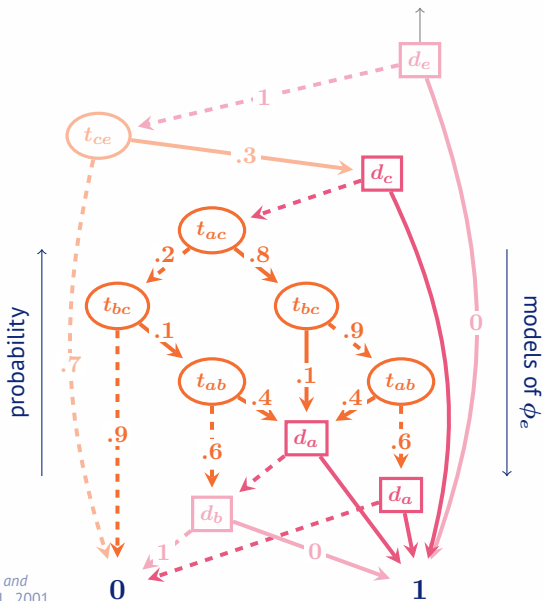 d_e
1
t_ce
.3
d_c
t_ac
.2
.8
t_bc
t_bc
.1
.9
0
.7
t_ab
.1
t_ab
.4
.4
d_a
.9
.6
.6
d_a
d_b
1
0
0
1
probability
models of ϕ_e
and
2001